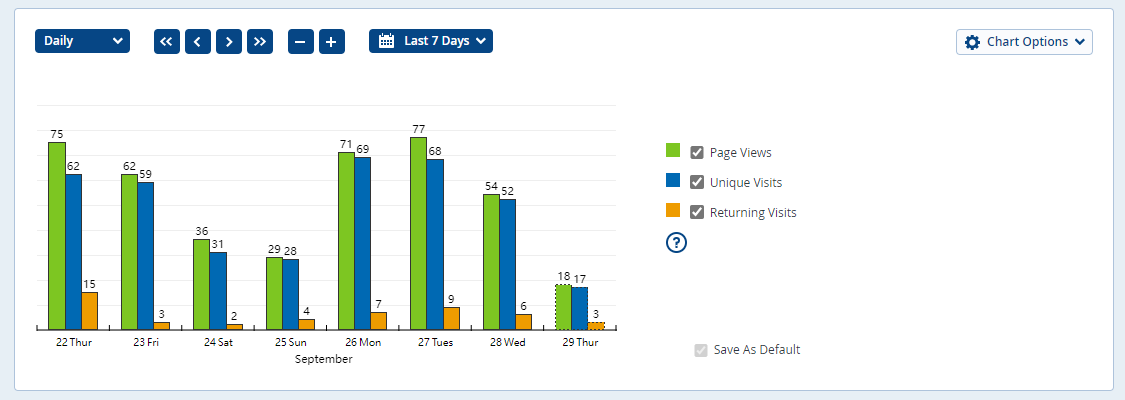 Daily
Last 7 Days
Chart Options
75 62 15
62 59 3
36 31 2
29 28 4
71 69 7
77 68 9
54 52 6
18 17 3
22 Thur 23 Fri 24 Sat 25 Sun 26 Mon 27 Tues 28 Wed 29 Thur
September
Page Views
Unique Visits
Returning Visits
?
Save As Default